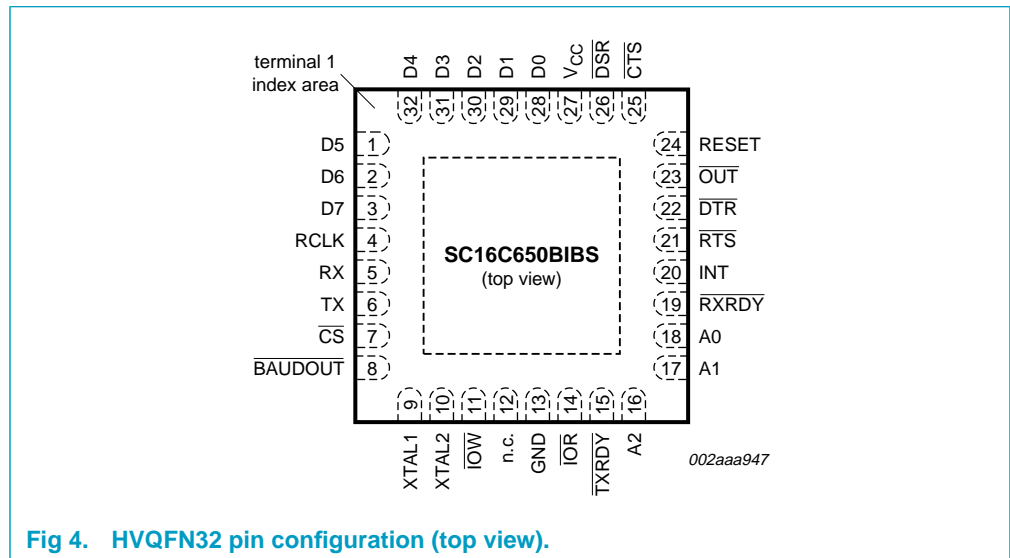 terminal 1
index area
D4 D3 D2 D1 D0 VCC DSR CTS
32 31 30 29 28 27 26 25
D5 1
D6 2
D7 3
RCLK 4
RX 5
TX 6
CS 7
BAUDOUT 8
SC16C650BIBS
(top view)
24 RESET
23 OUT
22 DTR
21 RTS
20 INT
19 RXRDY
18 A0
17 A1
9 10 11 12 13 14 15 16
XTAL1 XTAL2 IOW n.c. GND IOR TXRDY A2
002aaa947
Fig 4. HVQFN32 pin configuration (top view).